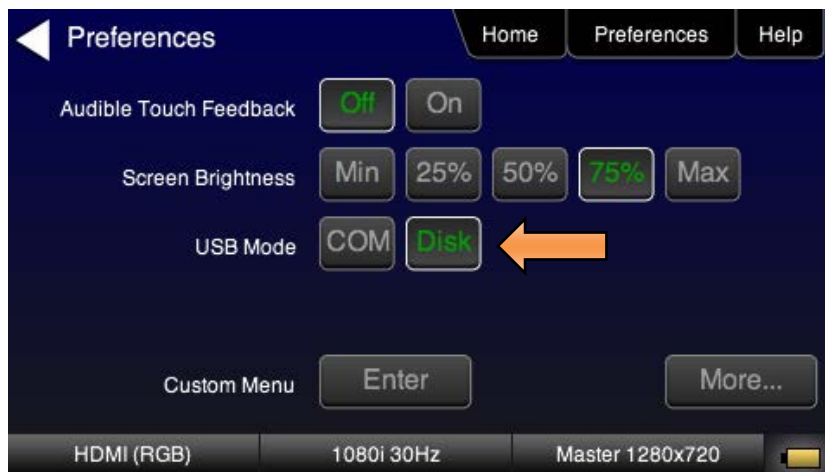 Preferences Home Preferences Help
Audible Touch Feedback Off On
Screen Brightness Min 25% 50% 75% Max
USB Mode COM Disk
Custom Menu Enter More...
HDMI (RGB) 1080i 30Hz Master 1280x720